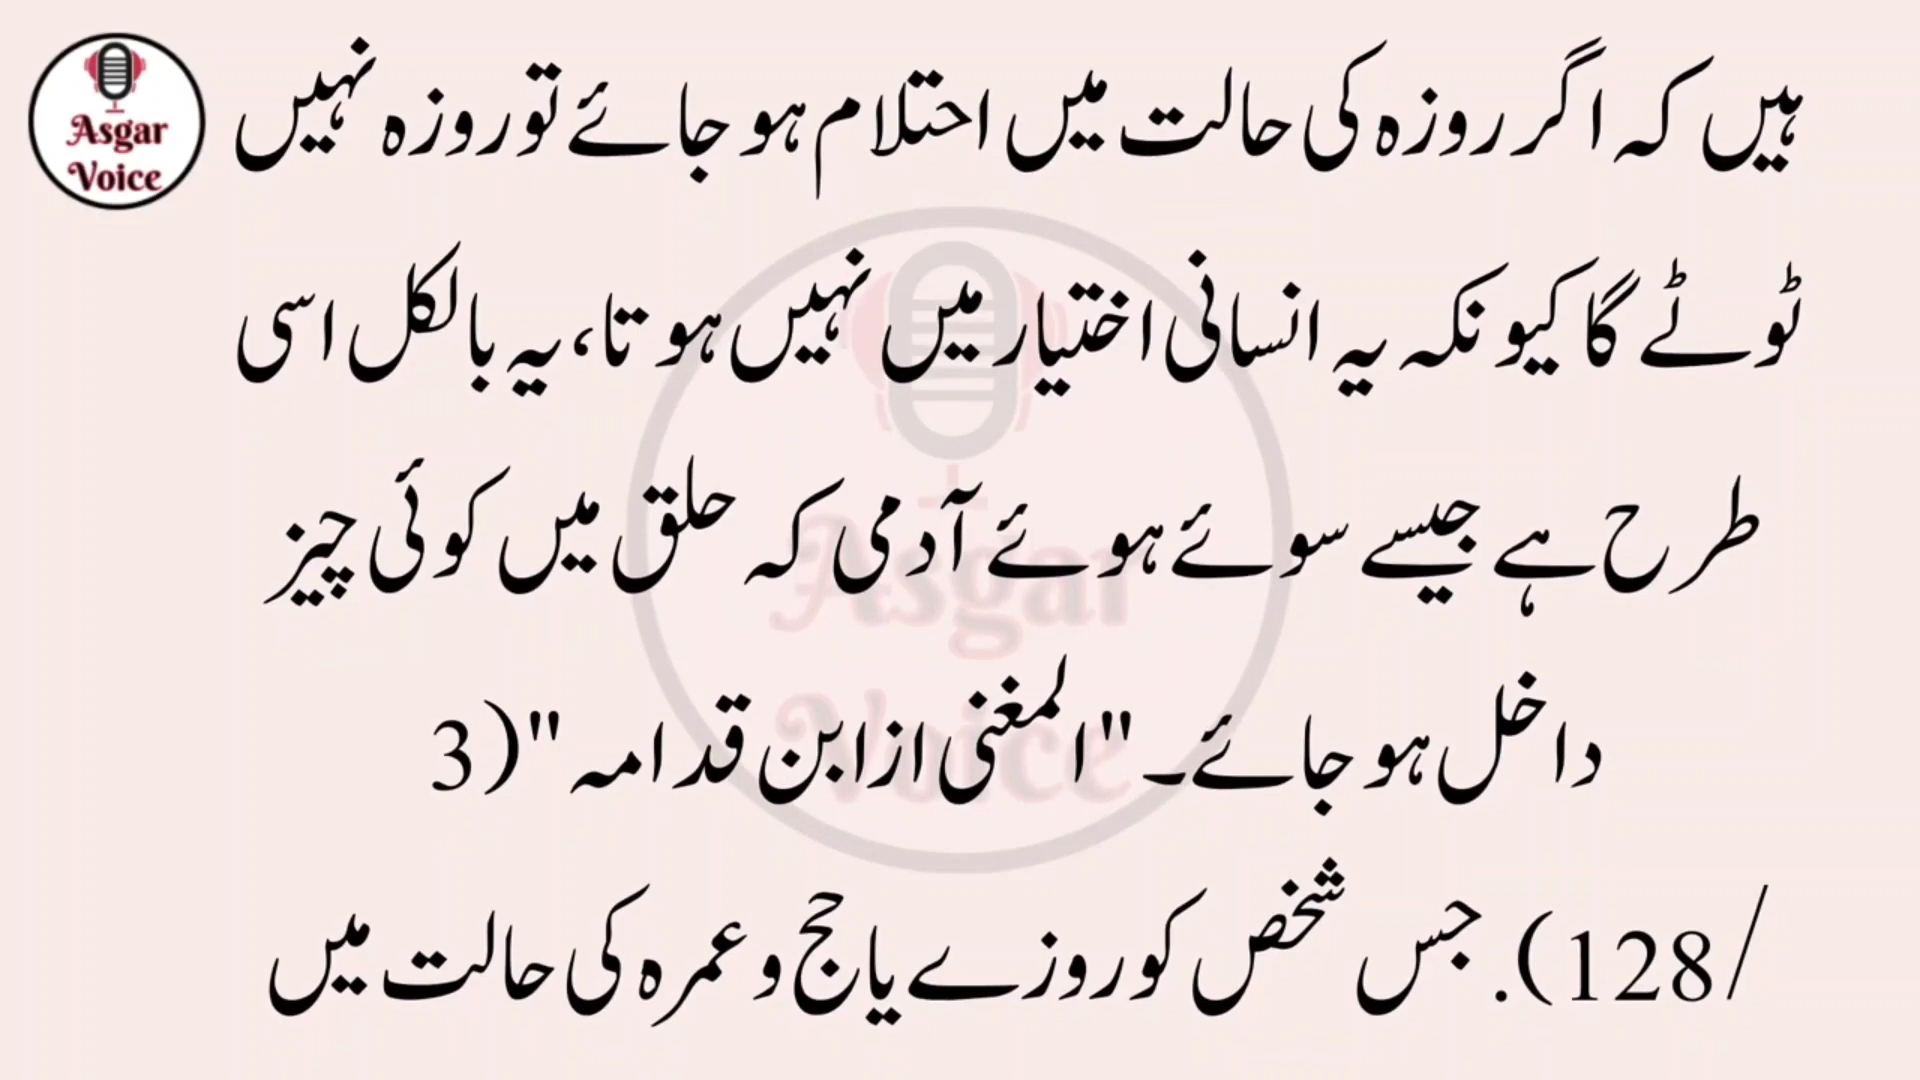 Asgar
Voice
ہیں کہ اگر روزہ کی حالت میں احتلام ہو جائے تو روزہ نہیں
ٹوٹے گا کیونکہ یہ انسانی اختیار میں نہیں ہوتا، یہ بالکل اسی
طرح ہے جیسے سوئے ہوئے آدمی کہ حلق میں کوئی چیز
داخل ہو جائے۔ "المغنی از ابن قدامہ" (3
/128). جس شخص کو روزے یا حج و عمرہ کی حالت میں
Asgar
Voice